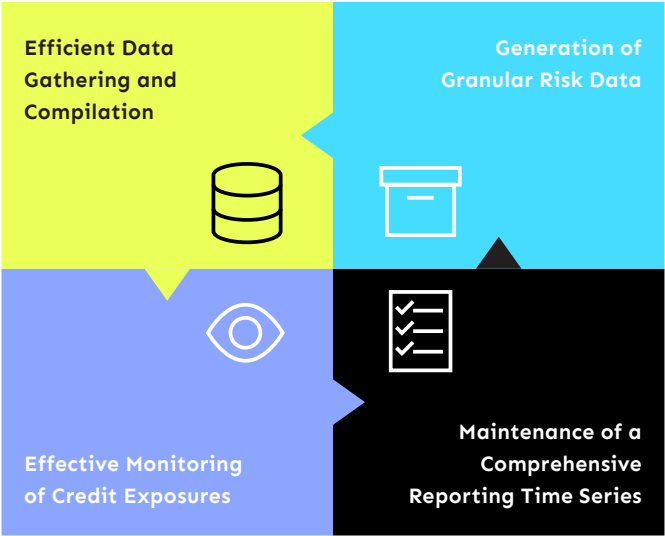 Efficient Data
Gathering and
Compilation
Generation of
Granular Risk Data
Effective Monitoring
of Credit Exposures
Maintenance of a
Comprehensive
Reporting Time Series